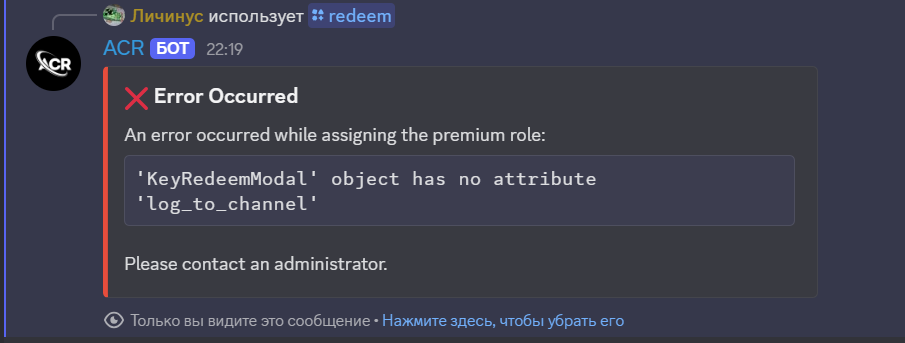 Личинус использует redeem
ACR БОТ 22:19
ACR
Error Occurred
An error occurred while assigning the premium role:
'KeyRedeemModal' object has no attribute
'log_to_channel'
Please contact an administrator.
Только вы видите это сообщение • Нажмите здесь, чтобы убрать его